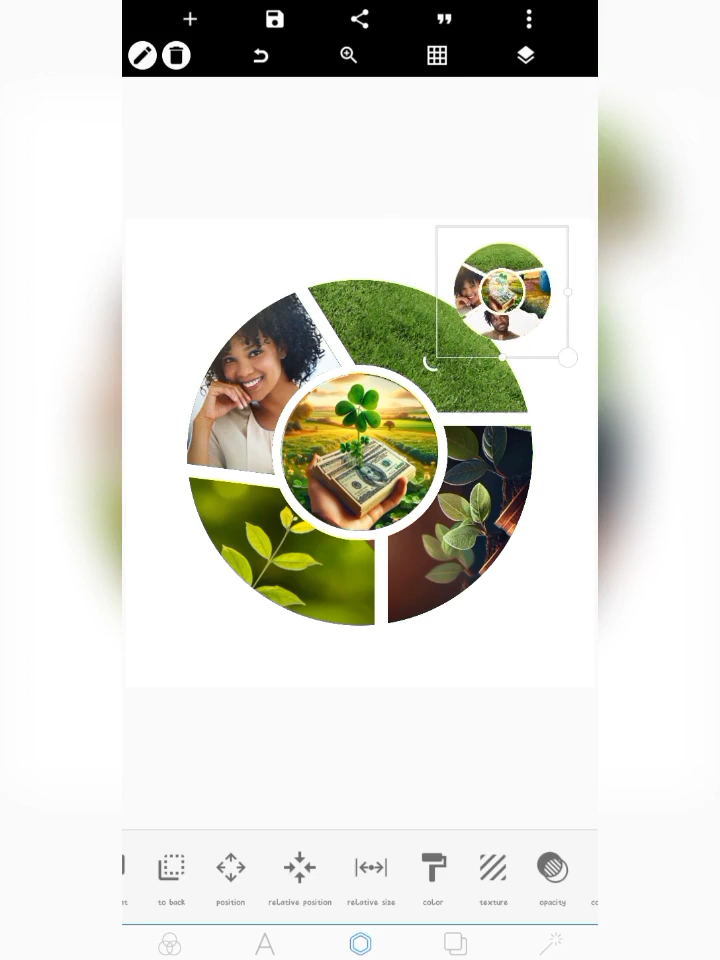 to back position relative position relative size color texture opacity